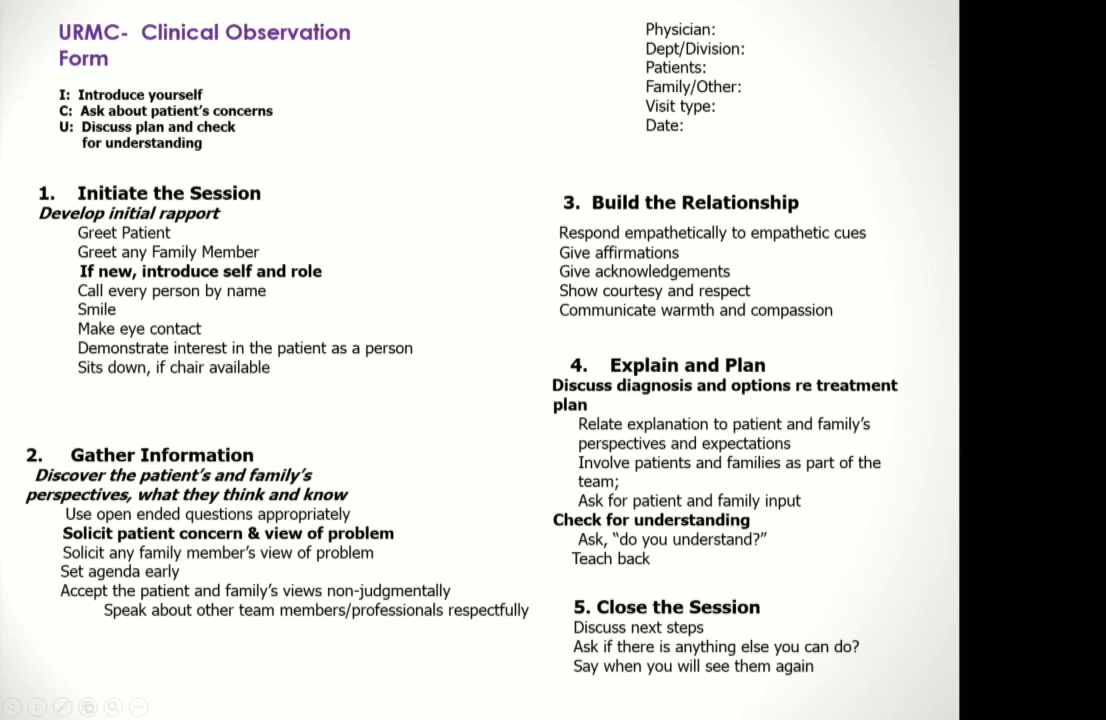 URMC-  Clinical Observation
Form
I:  Introduce yourself
C:  Ask about patient's concerns
U:  Discuss plan and check
for understanding
Physician:
Dept/Division:
Patients:
Family/Other:
Visit type:
Date:
1.    Initiate the Session
Develop initial rapport
Greet Patient
Greet any Family Member
If new, introduce self and role
Call every person by name
Smile
Make eye contact
Demonstrate interest in the patient as a person
Sits down, if chair available
2.    Gather Information
Discover the patient's and family's
perspectives, what they think and know
Use open ended questions appropriately
Solicit patient concern & view of problem
Solicit any family member's view of problem
Set agenda early
Accept the patient and family's views non-judgmentally
Speak about other team members/professionals respectfully
3.  Build the Relationship
Respond empathetically to empathetic cues
Give affirmations
Give acknowledgements
Show courtesy and respect
Communicate warmth and compassion
4.    Explain and Plan
Discuss diagnosis and options re treatment
plan
Relate explanation to patient and family's
perspectives and expectations
Involve patients and families as part of the
team;
Ask for patient and family input
Check for understanding
Ask, "do you understand?"
Teach back
5. Close the Session
Discuss next steps
Ask if there is anything else you can do?
Say when you will see them again